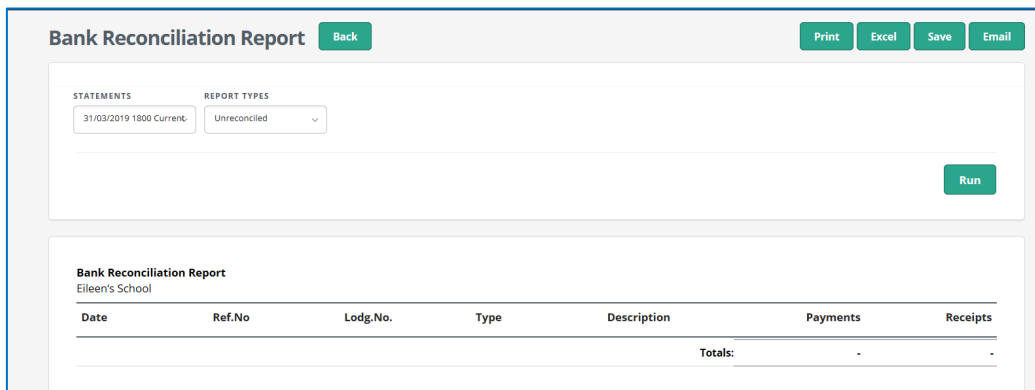 Bank Reconciliation Report Back Print Excel Save Email
STATEMENTS REPORT TYPES
31/03/2019 1800 Current Unreconciled
Run
Bank Reconciliation Report
Eileen's School
Date Ref.No Lodg.No. Type Description Payments Receipts
Totals: - -